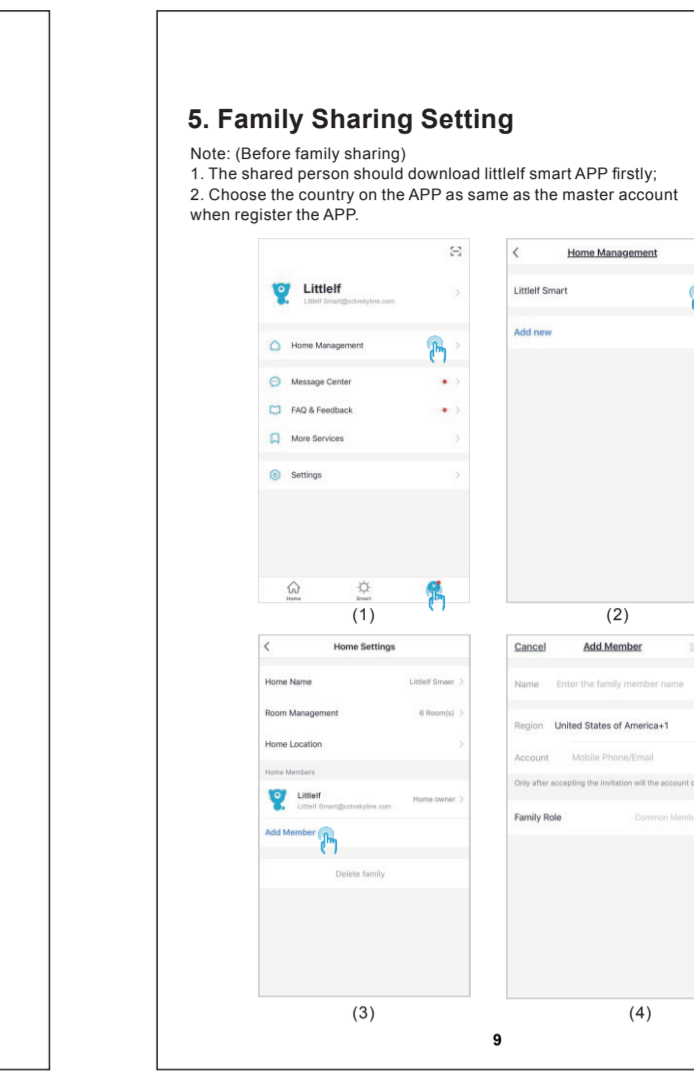 5. Family Sharing Setting
Note: (Before family sharing)
1. The shared person should download littlelf smart APP firstly;
2. Choose the country on the APP as same as the master account
when register the APP.
Littlelf
Littlelf Smart@cctvskyline.com
Home Management
Message Center
FAQ & Feedback
More Services
Settings
Home
Smart
(1)
Home Management
Littlelf Smart
Add new
(2)
Home Settings
Home Name Littlelf Smaer
Room Management 6 Room(s)
Home Location
Home Members
Littlelf
Littlelf Smart@cctvskyline.com
Home owner
Add Member
Delete family
(3)
Cancel Add Member
Name Enter the family member name
Region United States of America+1
Account Mobile Phone/Email
Only after accepting the invitation will the account
Family Role Common
(4)
9